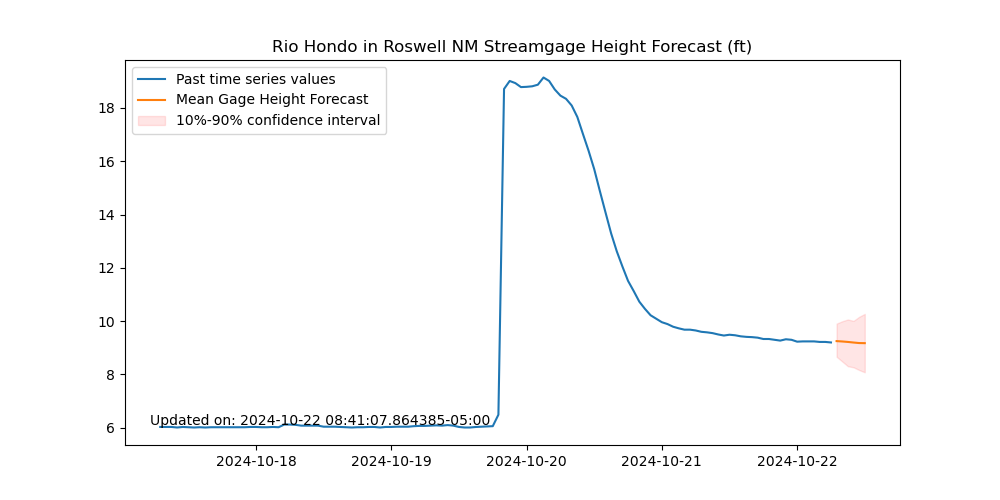 Rio Hondo in Roswell NM Streamgage Height Forecast (ft)
Past time series values
Mean Gage Height Forecast
10%-90% confidence interval
18
16
14
12
10
8
6
Updated on: 2024-10-22 08:41:07.864385-05:00
2024-10-18
2024-10-19
2024-10-20
2024-10-21
2024-10-22